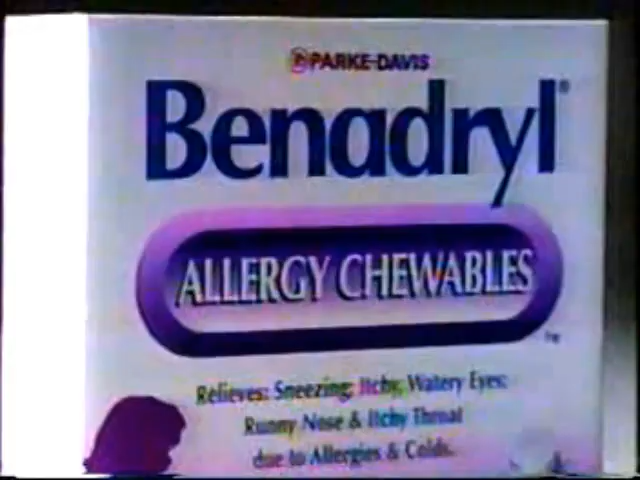 PARKE-DAVIS
Benadryl®
ALLERGY CHEWABLES
Relieves: Sneezing; Itchy, Watery Eyes;
Runny Nose & Itchy Throat
due to Allergies & Colds.